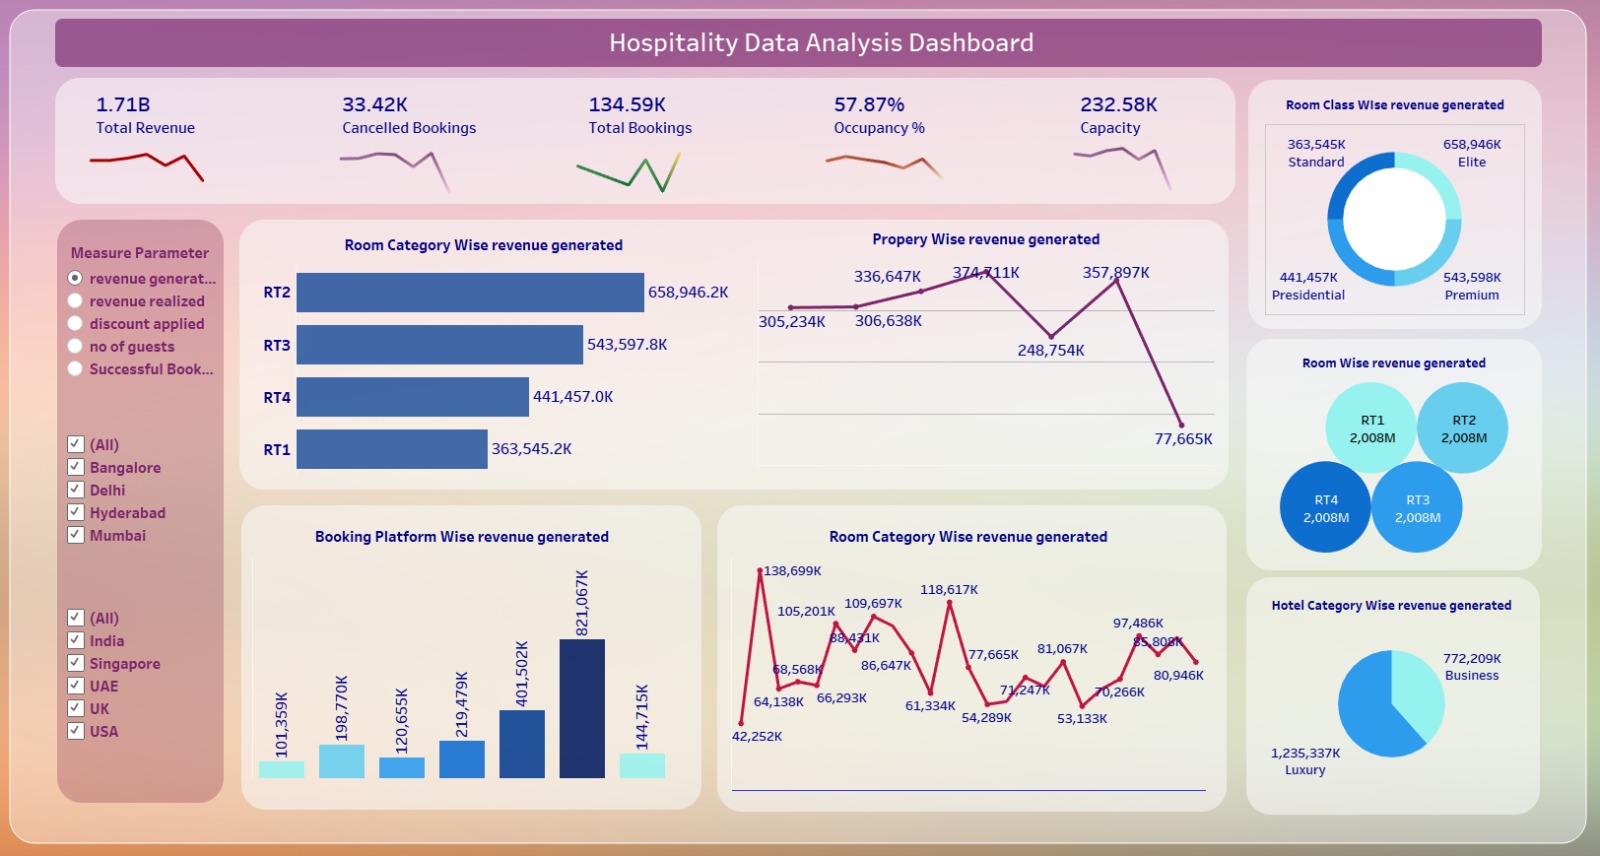 Hospitality Data Analysis Dashboard
1.71B
Total Revenue
33.42K
Cancelled Bookings
134.59K
Total Bookings
57.87%
Occupancy %
232.58K
Capacity
Measure Parameter
revenue generat...
revenue realized
discount applied
no of guests
Successful Book...
(All)
Bangalore
Delhi
Hyderabad
Mumbai
(All)
India
Singapore
UAE
UK
USA
Room Category Wise revenue generated
RT2 658,946.2K
RT3 543,597.8K
RT4 441,457.0K
RT1 363,545.2K
Propery Wise revenue generated
305,234K
306,638K
336,647K
374,711K
248,754K
357,897K
77,665K
Booking Platform Wise revenue generated
101,359K
198,770K
120,655K
219,479K
401,502K
821,067K
144,715K
Room Category Wise revenue generated
42,252K
138,699K
64,138K
68,568K
66,293K
105,201K
88,431K
109,697K
86,647K
61,334K
118,617K
77,665K
54,289K
71,247K
81,067K
53,133K
70,266K
97,486K
85,808K
80,946K
Room Class WIse revenue generated
363,545K
Standard
658,946K
Elite
441,457K
Presidential
543,598K
Premium
Room Wise revenue generated
RT1
2,008M
RT2
2,008M
RT4
2,008M
RT3
2,008M
Hotel Category Wise revenue generated
772,209K
Business
1,235,337K
Luxury